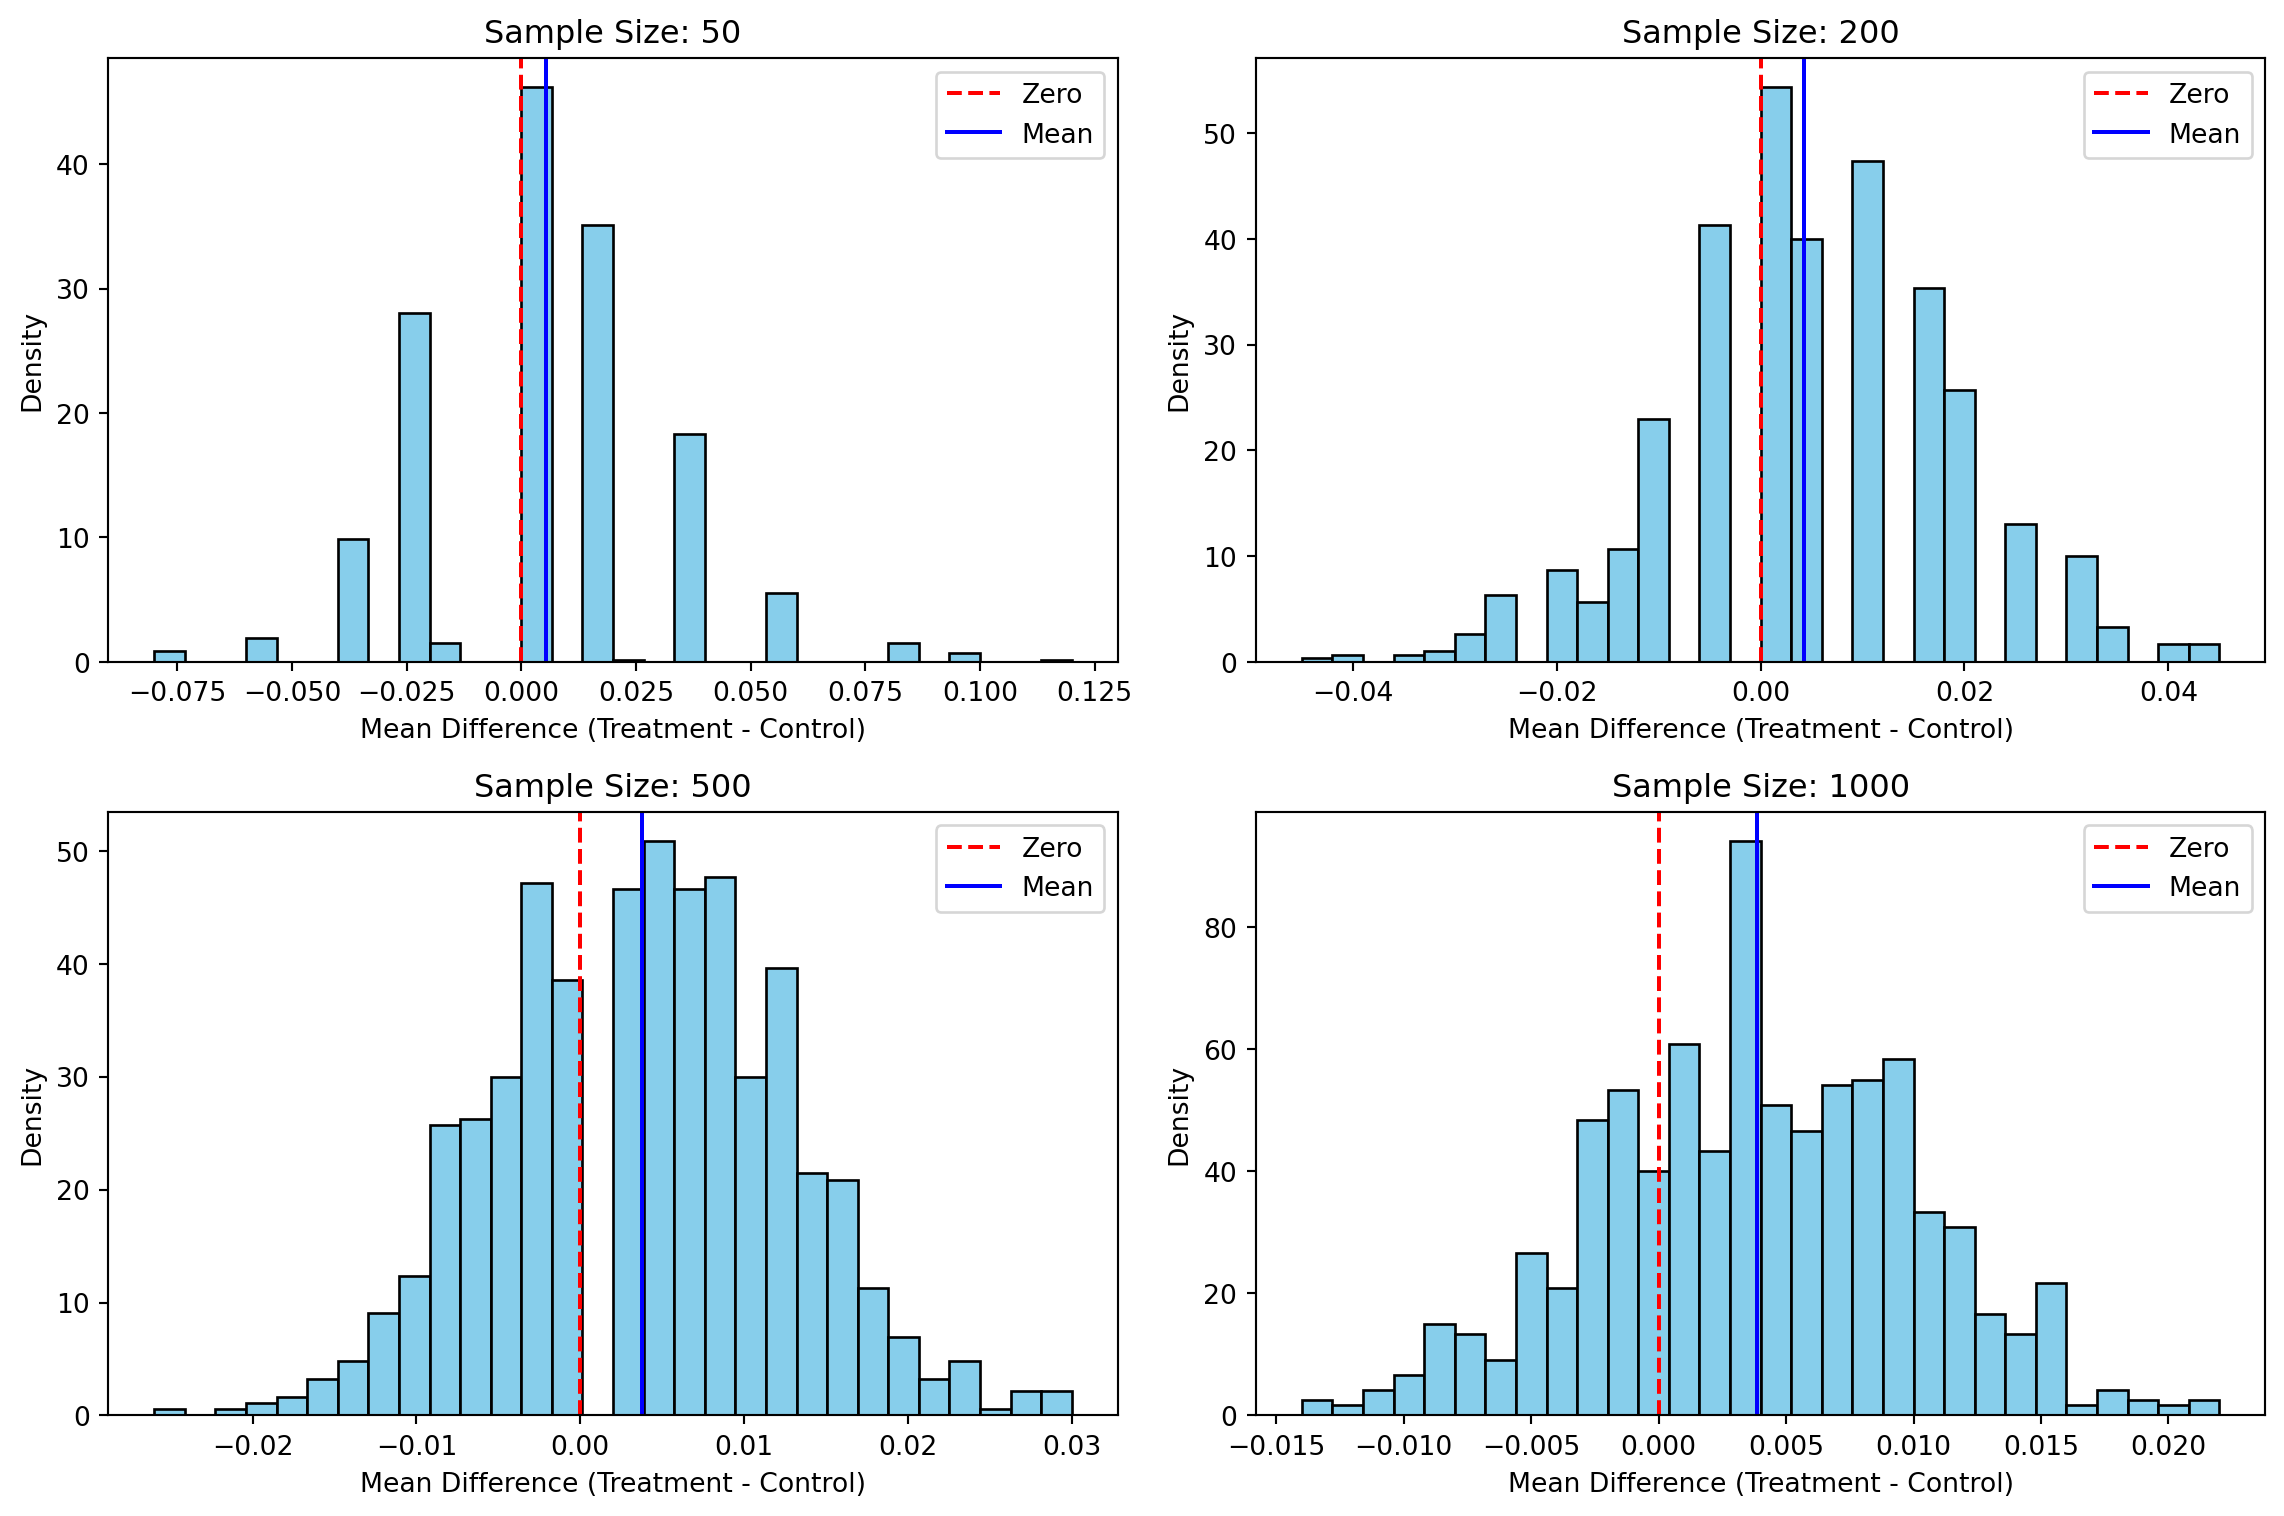 Sample Size: 50
Zero
Mean
Density
0
10
20
30
40
−0.075
−0.050
−0.025
0.000
0.025
0.050
0.075
0.100
0.125
Mean Difference (Treatment - Control)
Sample Size: 200
Zero
Mean
Density
0
10
20
30
40
50
−0.04
−0.02
0.00
0.02
0.04
Mean Difference (Treatment - Control)
Sample Size: 500
Zero
Mean
Density
0
10
20
30
40
50
−0.02
−0.01
0.00
0.01
0.02
0.03
Mean Difference (Treatment - Control)
Sample Size: 1000
Zero
Mean
Density
0
20
40
60
80
−0.015
−0.010
−0.005
0.000
0.005
0.010
0.015
0.020
Mean Difference (Treatment - Control)